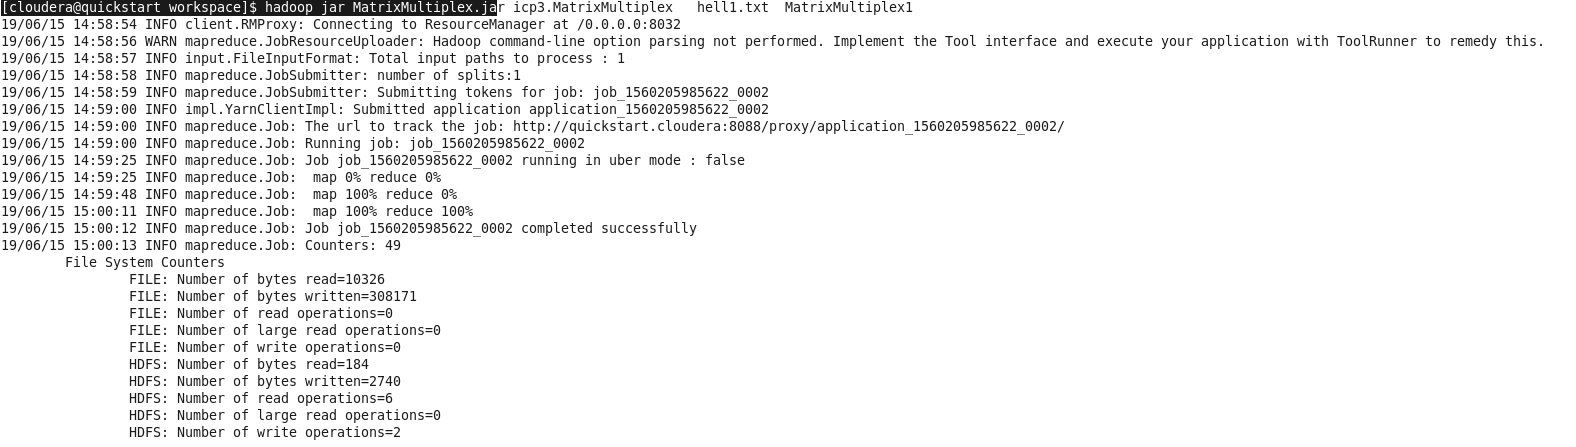 [cloudera@quickstart workspace]$ hadoop jar MatrixMultiplex.jar icp3.MatrixMultiplex   hell1.txt  MatrixMultiplex1
19/06/15 14:58:54 INFO client.RMProxy: Connecting to ResourceManager at /0.0.0.0:8032
19/06/15 14:58:56 WARN mapreduce.JobResourceUploader: Hadoop command-line option parsing not performed. Implement the Tool interface and execute your application with ToolRunner to remedy this.
19/06/15 14:58:57 INFO input.FileInputFormat: Total input paths to process : 1
19/06/15 14:58:58 INFO mapreduce.JobSubmitter: number of splits:1
19/06/15 14:58:59 INFO mapreduce.JobSubmitter: Submitting tokens for job: job_1560205985622_0002
19/06/15 14:59:00 INFO impl.YarnClientImpl: Submitted application application_1560205985622_0002
19/06/15 14:59:00 INFO mapreduce.Job: The url to track the job: http://quickstart.cloudera:8088/proxy/application_1560205985622_0002/
19/06/15 14:59:00 INFO mapreduce.Job: Running job: job_1560205985622_0002
19/06/15 14:59:25 INFO mapreduce.Job: Job job_1560205985622_0002 running in uber mode : false
19/06/15 14:59:25 INFO mapreduce.Job:  map 0% reduce 0%
19/06/15 14:59:48 INFO mapreduce.Job:  map 100% reduce 0%
19/06/15 15:00:11 INFO mapreduce.Job:  map 100% reduce 100%
19/06/15 15:00:12 INFO mapreduce.Job: Job job_1560205985622_0002 completed successfully
19/06/15 15:00:13 INFO mapreduce.Job: Counters: 49
File System Counters
FILE: Number of bytes read=10326
FILE: Number of bytes written=308171
FILE: Number of read operations=0
FILE: Number of large read operations=0
FILE: Number of write operations=0
HDFS: Number of bytes read=184
HDFS: Number of bytes written=2740
HDFS: Number of read operations=6
HDFS: Number of large read operations=0
HDFS: Number of write operations=2